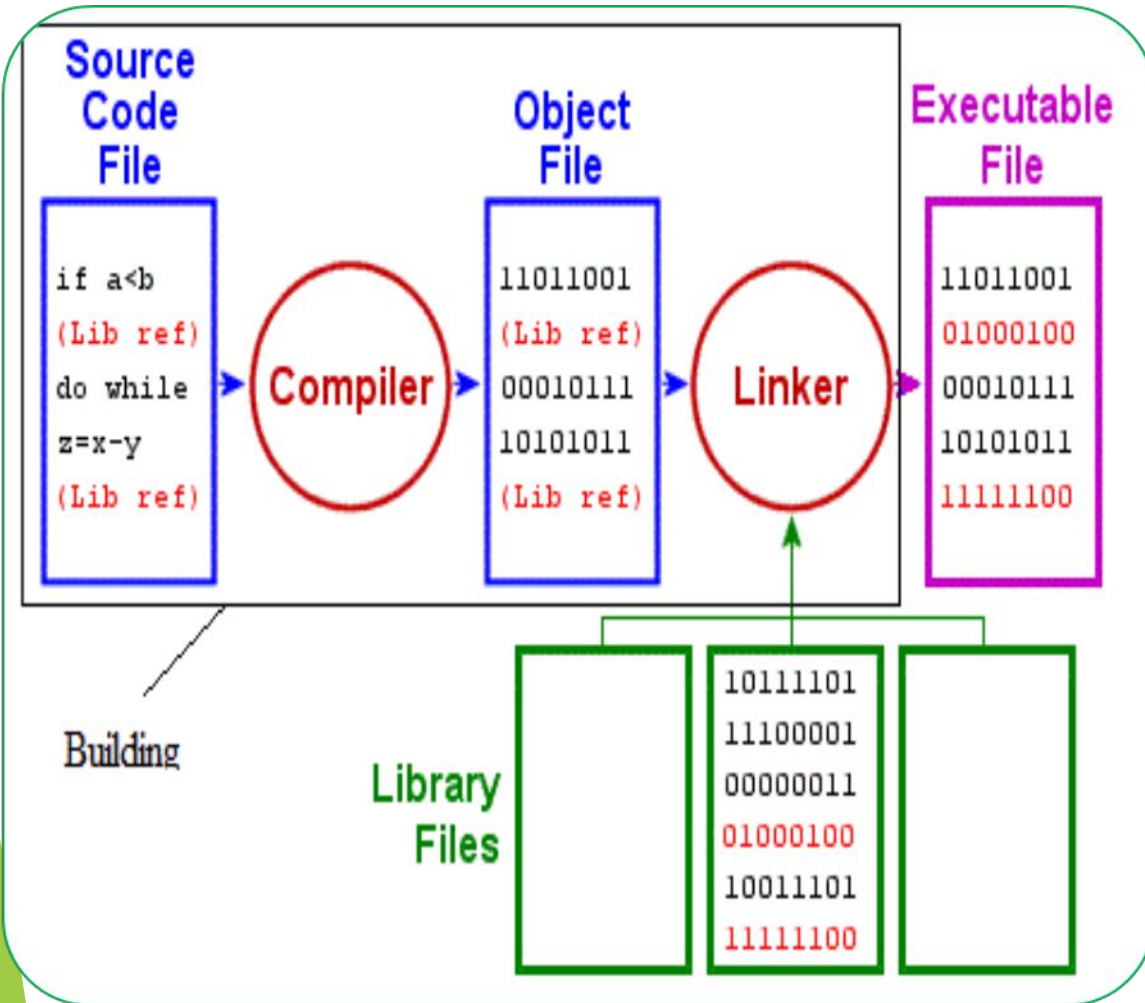 Source
Code
File
Object
File
Executable
File
if a<b
(Lib ref)
do while
z=x-y
(Lib ref)
Compiler
11011001
(Lib ref)
00010111
10101011
(Lib ref)
Linker
11011001
01000100
00010111
10101011
11111100
Building
Library
Files
10111101
11100001
00000011
01000100
10011101
11111100